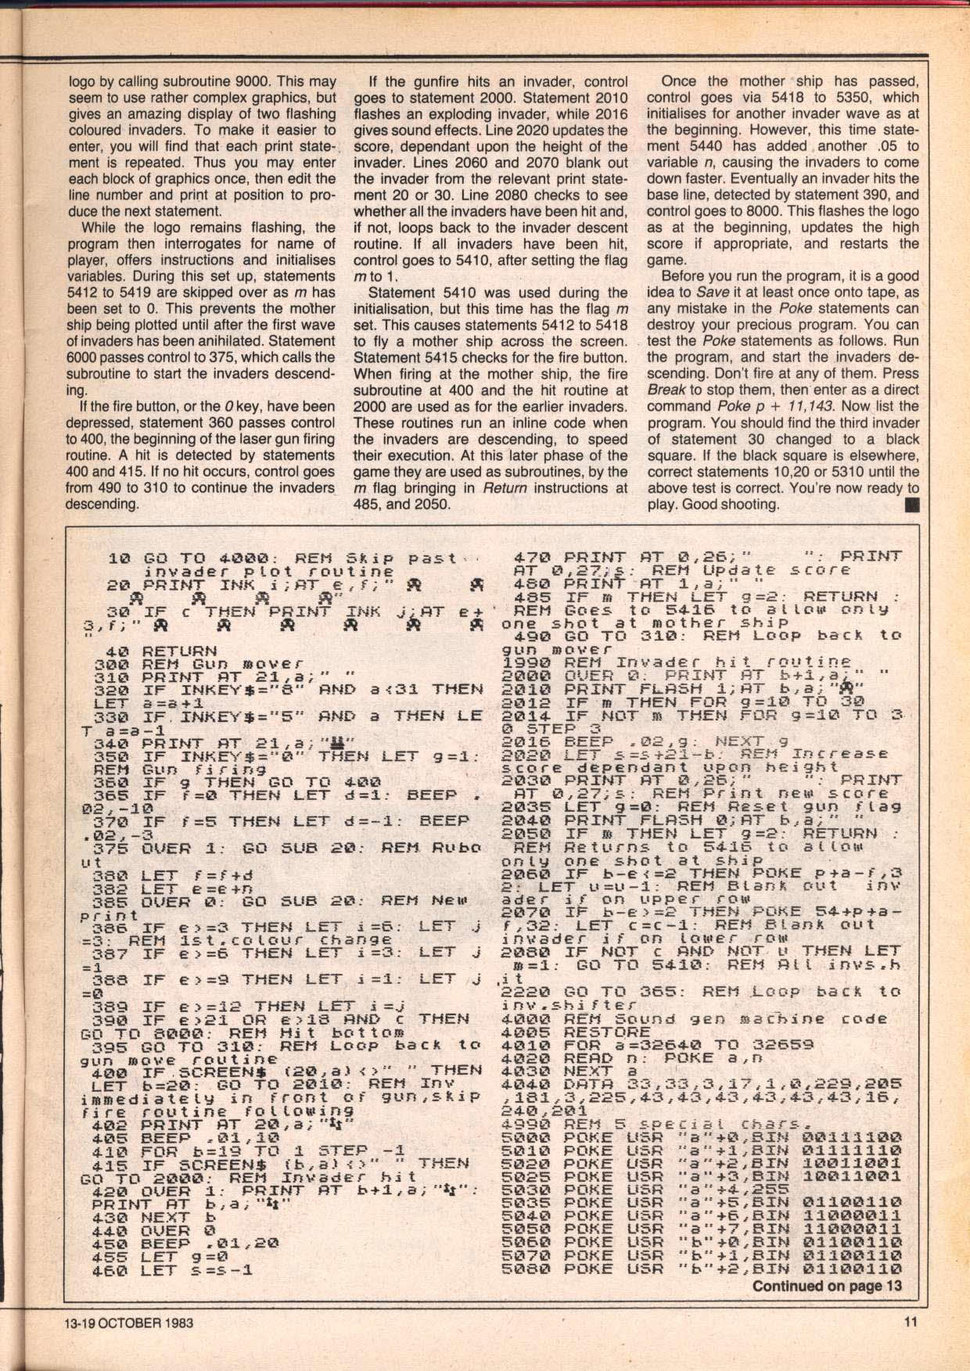 logo by calling subroutine 9000. This may
seem to use rather complex graphics, but
gives an amazing display of two flashing
coloured invaders. To make it easier to
enter, you will find that each print state-
ment is repeated. Thus you may enter
each block of graphics once, then edit the
line number and print at position to pro-
duce the next statement.
While the logo remains flashing, the
program then interrogates for name of
player, offers instructions and initialises
variables. During this set up, statements
5412 to 5419 are skipped over as m has
been set to 0. This prevents the mother
ship being plotted until after the first wave
of invaders has been anihilated. Statement
6000 passes control to 375, which calls the
subroutine to start the invaders descend-
ing.
If the fire button, or the 0 key, have been
depressed, statement 360 passes control
to 400, the beginning of the laser gun firing
routine. A hit is detected by statements
400 and 415. If no hit occurs, control goes
from 490 to 310 to continue the invaders
descending.
If the gunfire hits an invader, control
goes to statement 2000. Statement 2010
flashes an exploding invader, while 2016
gives sound effects. Line 2020 updates the
score, dependant upon the height of the
invader. Lines 2060 and 2070 blank out
the invader from the relevant print state-
ment 20 or 30. Line 2080 checks to see
whether all the invaders have been hit and,
if not, loops back to the invader descent
routine. If all invaders have been hit,
control goes to 5410, after setting the flag
m to 1.
Statement 5410 was used during the
initialisation, but this time has the flag m
set. This causes statements 5412 to 5418
to fly a mother ship across the screen.
Statement 5415 checks for the fire button.
When firing at the mother ship, the fire
subroutine at 400 and the hit routine at
2000 are used as for the earlier invaders.
These routines run an inline code when
the invaders are descending, to speed
their execution. At this later phase of the
game they are used as subroutines, by the
m flag bringing in Return instructions at
485, and 2050.
Once the mother ship has passed,
control goes via 5418 to 5350, which
initialises for another invader wave as at
the beginning. However, this time state-
ment 5440 has added another .05 to
variable n, causing the invaders to come
down faster. Eventually an invader hits the
base line, detected by statement 390, and
control goes to 8000. This flashes the logo
as at the beginning, updates the high
score if appropriate, and restarts the
game.
Before you run the program, it is a good
idea to Save it at least once onto tape, as
any mistake in the Poke statements can
destroy your precious program. You can
test the Poke statements as follows. Run
the program, and start the invaders de-
scending. Don't fire at any of them. Press
Break to stop them, then enter as a direct
command Poke p + 11,143. Now list the
program. You should find the third invader
of statement 30 changed to a black
square. If the black square is elsewhere,
correct statements 10,20 or 5310 until the
above test is correct. You're now ready to
play. Good shooting.
10 GO TO 4000: REM Skip past
invader plot routine
20 PRINT INK i;AT e,f;"
"
30 IF c THEN PRINT INK j;AT e+
3,f;"
"
40 RETURN
300 REM Gun mover
310 PRINT AT 21,a;" "
320 IF INKEY$="8" AND a<31 THEN
LET a=a+1
330 IF INKEY$="5" AND a THEN LE
T a=a-1
340 PRINT AT 21,a;" "
350 IF INKEY$="0" THEN LET g=1:
REM Gun firing
360 IF g THEN GO TO 400
365 IF f=0 THEN LET d=1: BEEP .
02,-10
370 IF f=5 THEN LET d=-1: BEEP
.02,-3
375 OVER 1: GO SUB 20: REM Rubo
ut
380 LET f=f+d
382 LET e=e+n
385 OVER 0: GO SUB 20: REM New
print
386 IF e>=3 THEN LET i=6: LET j
=3: REM 1st.colour change
387 IF e>=6 THEN LET i=3: LET j
=1
388 IF e>=9 THEN LET i=1: LET j
=0
389 IF e>=12 THEN LET i=j
390 IF e>21 OR e>18 AND c THEN
GO TO 8000: REM Hit bottom
395 GO TO 310: REM Loop back to
gun move routine
400 IF SCREEN$ (20,a)<>" " THEN
LET b=20: GO TO 2010: REM Inv
immediately in front of gun,skip
fire routine following
402 PRINT AT 20,a;" "
405 BEEP .01,10
410 FOR b=19 TO 1 STEP -1
415 IF SCREEN$ (b,a)<>" " THEN
GO TO 2000: REM Invader hit
420 OVER 1: PRINT AT b+1,a;" ":
PRINT AT b,a;" "
430 NEXT b
440 OVER 0
450 BEEP .01,20
455 LET g=0
460 LET s=s-1
470 PRINT AT 0,26;"     ": PRINT
AT 0,27;s: REM Update score
480 PRINT AT 1,a;" "
485 IF m THEN LET g=2: RETURN :
REM Goes to 5416 to allow only
one shot at mother ship
490 GO TO 310: REM Loop back to
gun mover
1990 REM Invader hit routine
2000 OVER 0: PRINT AT b+1,a;" "
2010 PRINT FLASH 1;AT b,a;" "
2012 IF m THEN FOR g=10 TO 30
2014 IF NOT m THEN FOR g=10 TO 3
0 STEP 3
2016 BEEP .02,g: NEXT g
2020 LET s=s+21-b: REM Increase
score dependant upon height
2030 PRINT AT 0,26;"     ": PRINT
AT 0,27;s: REM Print new score
2035 LET g=0: REM Reset gun flag
2040 PRINT FLASH 0;AT b,a;" "
2050 IF m THEN LET g=2: RETURN :
REM Returns to 5416 to allow
only one shot at ship
2060 IF b-e<=2 THEN POKE p+a-f,3
2: LET u=u-1: REM Blank out inv
ader if on upper row
2070 IF b-e>=2 THEN POKE 54+p+a-
f,32: LET c=c-1: REM Blank out
invader if on lower row
2080 IF NOT c AND NOT u THEN LET
m=1: GO TO 5410: REM All invs.h
it
2220 GO TO 365: REM Loop back to
inv.shifter
4000 REM Sound gen machine code
4005 RESTORE
4010 FOR a=32640 TO 32659
4020 READ n: POKE a,n
4030 NEXT a
4040 DATA 33,33,3,17,1,0,229,205
,181,3,225,43,43,43,43,43,43,16,
240,201
4990 REM 5 special chars.
5000 POKE USR "a"+0,BIN 00111100
5010 POKE USR "a"+1,BIN 01111110
5020 POKE USR "a"+2,BIN 10011001
5025 POKE USR "a"+3,BIN 10011001
5030 POKE USR "a"+4,255
5035 POKE USR "a"+5,BIN 01100110
5040 POKE USR "a"+6,BIN 11000011
5050 POKE USR "a"+7,BIN 11000011
5060 POKE USR "b"+0,BIN 01100110
5070 POKE USR "b"+1,BIN 01100110
5080 POKE USR "b"+2,BIN 01100110
Continued on page 13
13-19 OCTOBER 1983
11